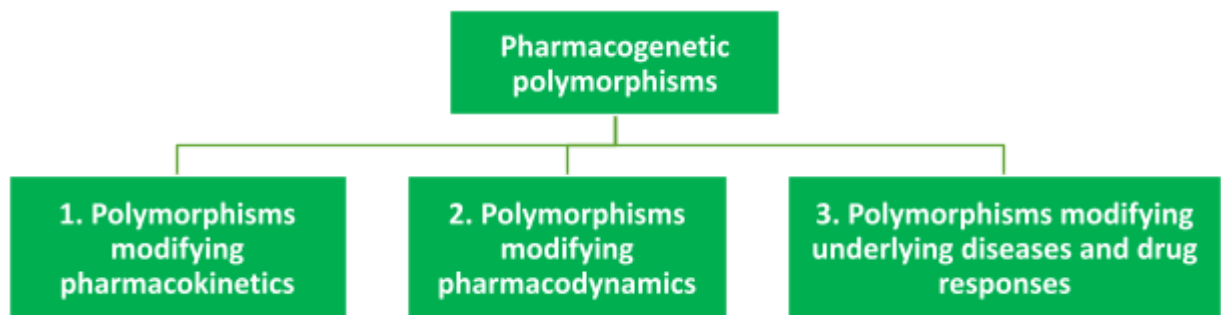 Pharmacogenetic
polymorphisms
1. Polymorphisms
modifying
pharmacokinetics
2. Polymorphisms
modifying
pharmacodynamics
3. Polymorphisms modifying
underlying diseases and drug
responses